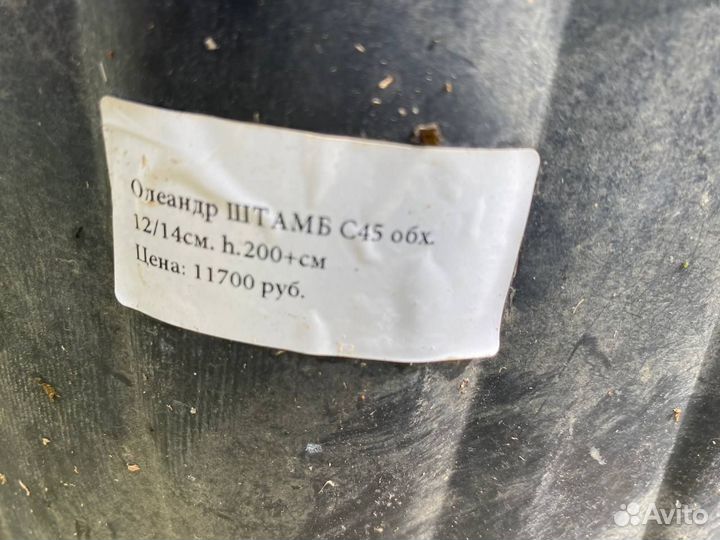 Олеандр ШТАМБ С45 обх.
12/14см. h.200+см
Цена: 11700 руб.
Avito